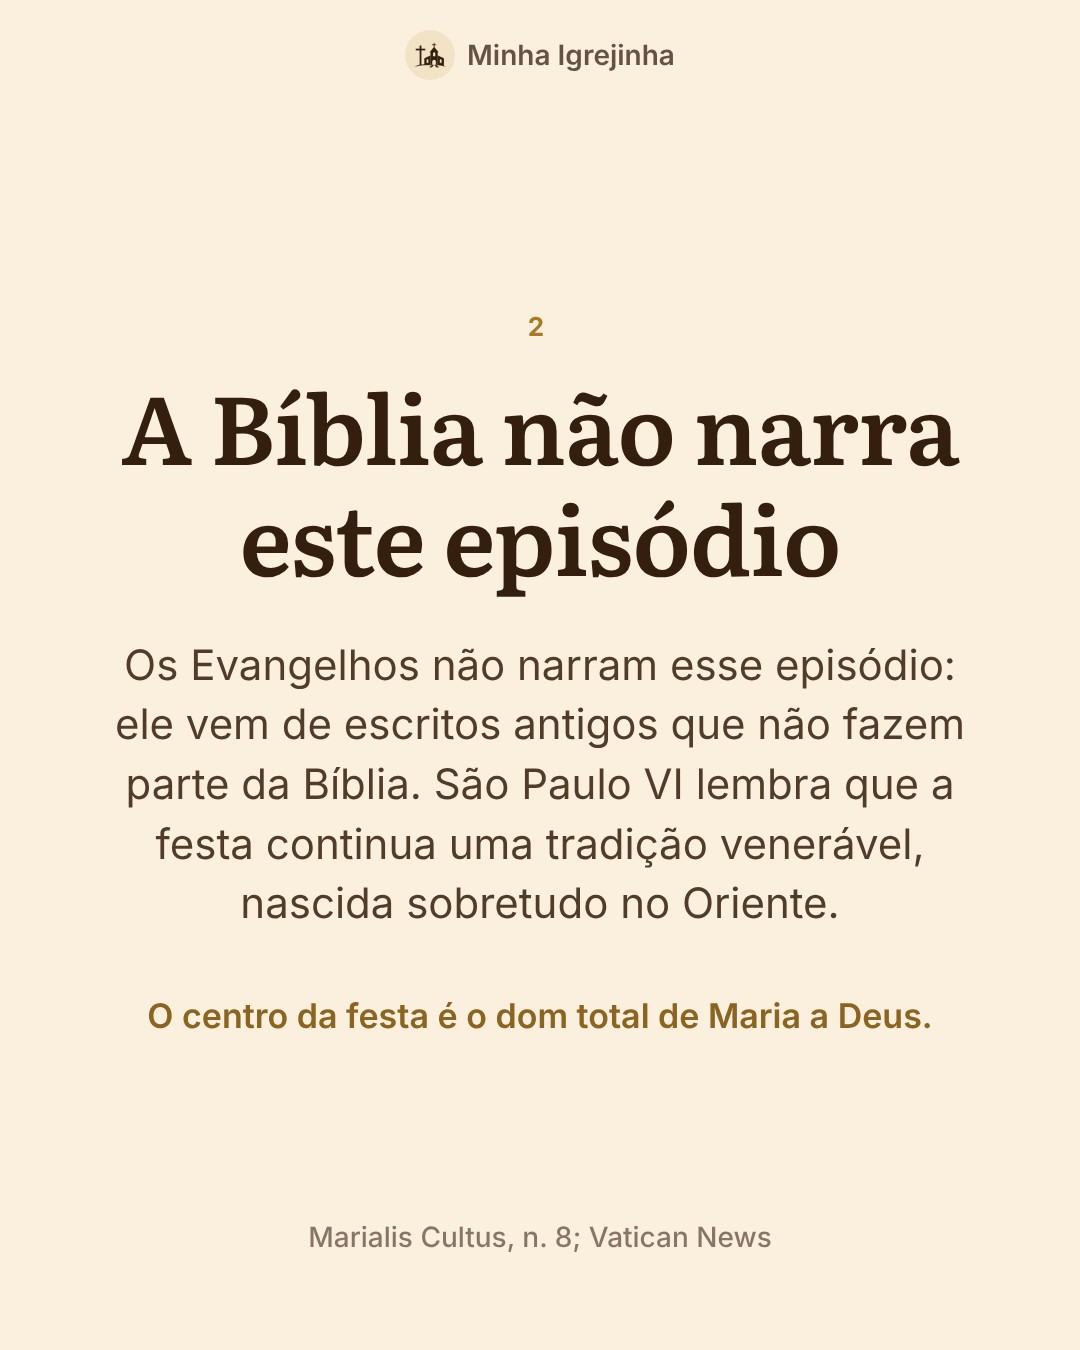 Minha Igrejinha
2
A Bíblia não narra
este episódio
Os Evangelhos não narram esse episódio:
ele vem de escritos antigos que não fazem
parte da Bíblia. São Paulo VI lembra que a
festa continua uma tradição venerável,
nascida sobretudo no Oriente.
O centro da festa é o dom total de Maria a Deus.
Marialis Cultus, n. 8; Vatican News